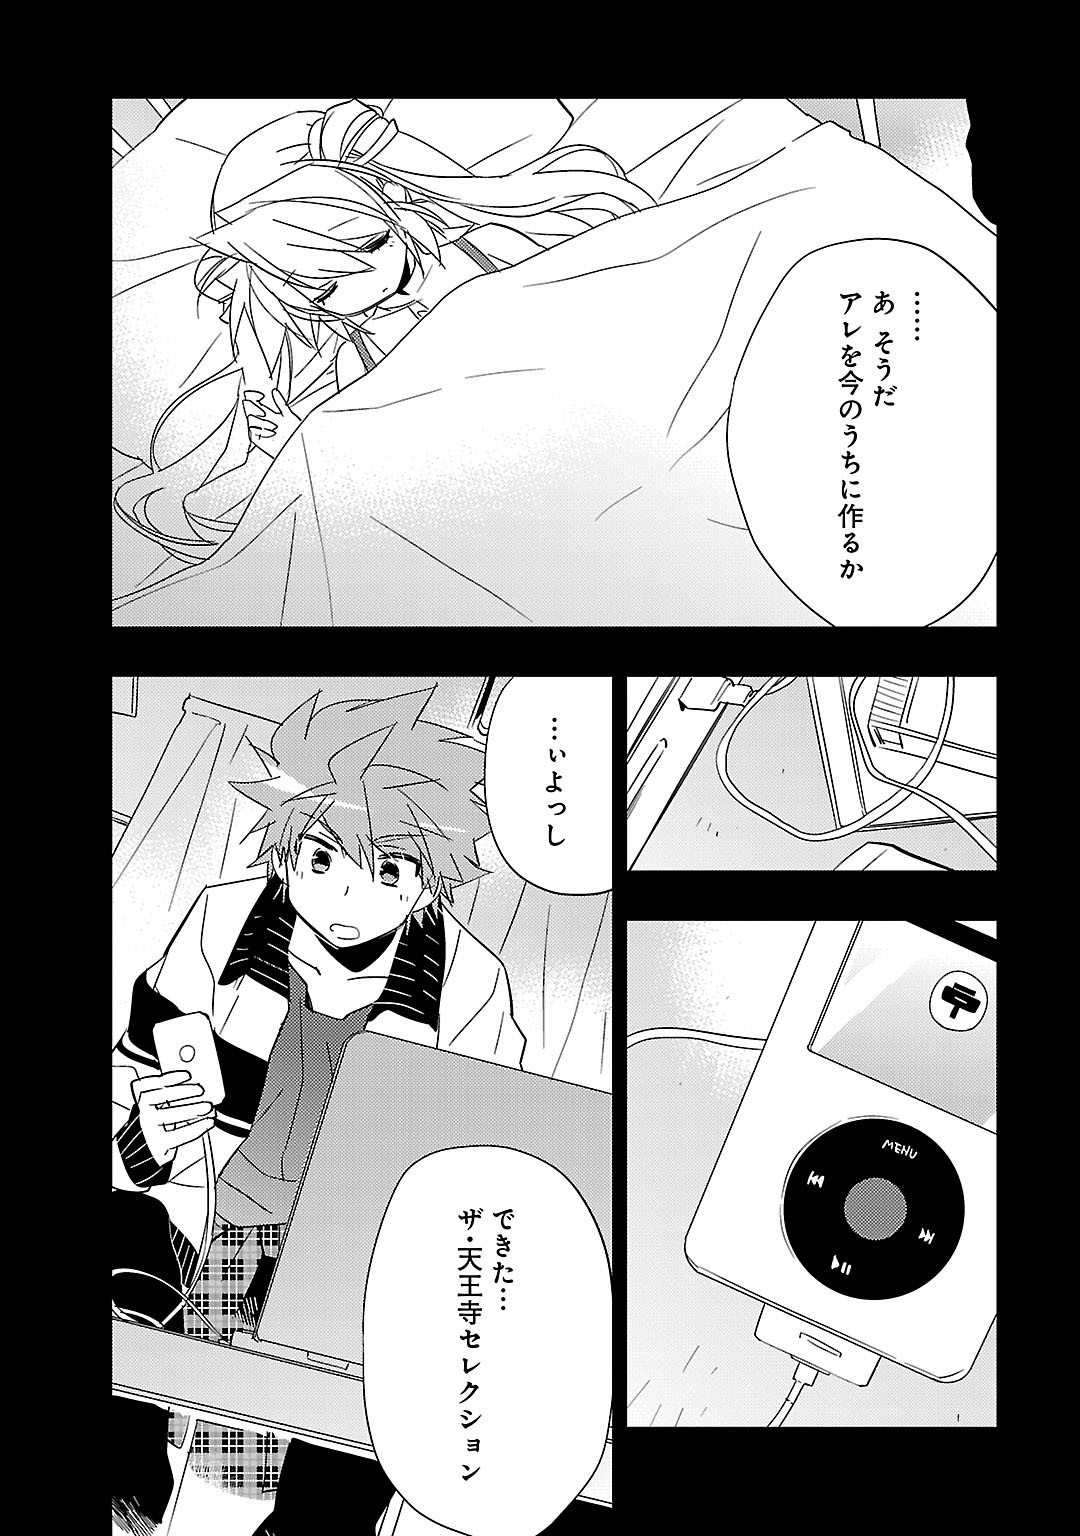 ……
あ そうだ
アレを今のうちに作るか
MENU
…ぃよっし
できた…
ザ・天王寺セレクション